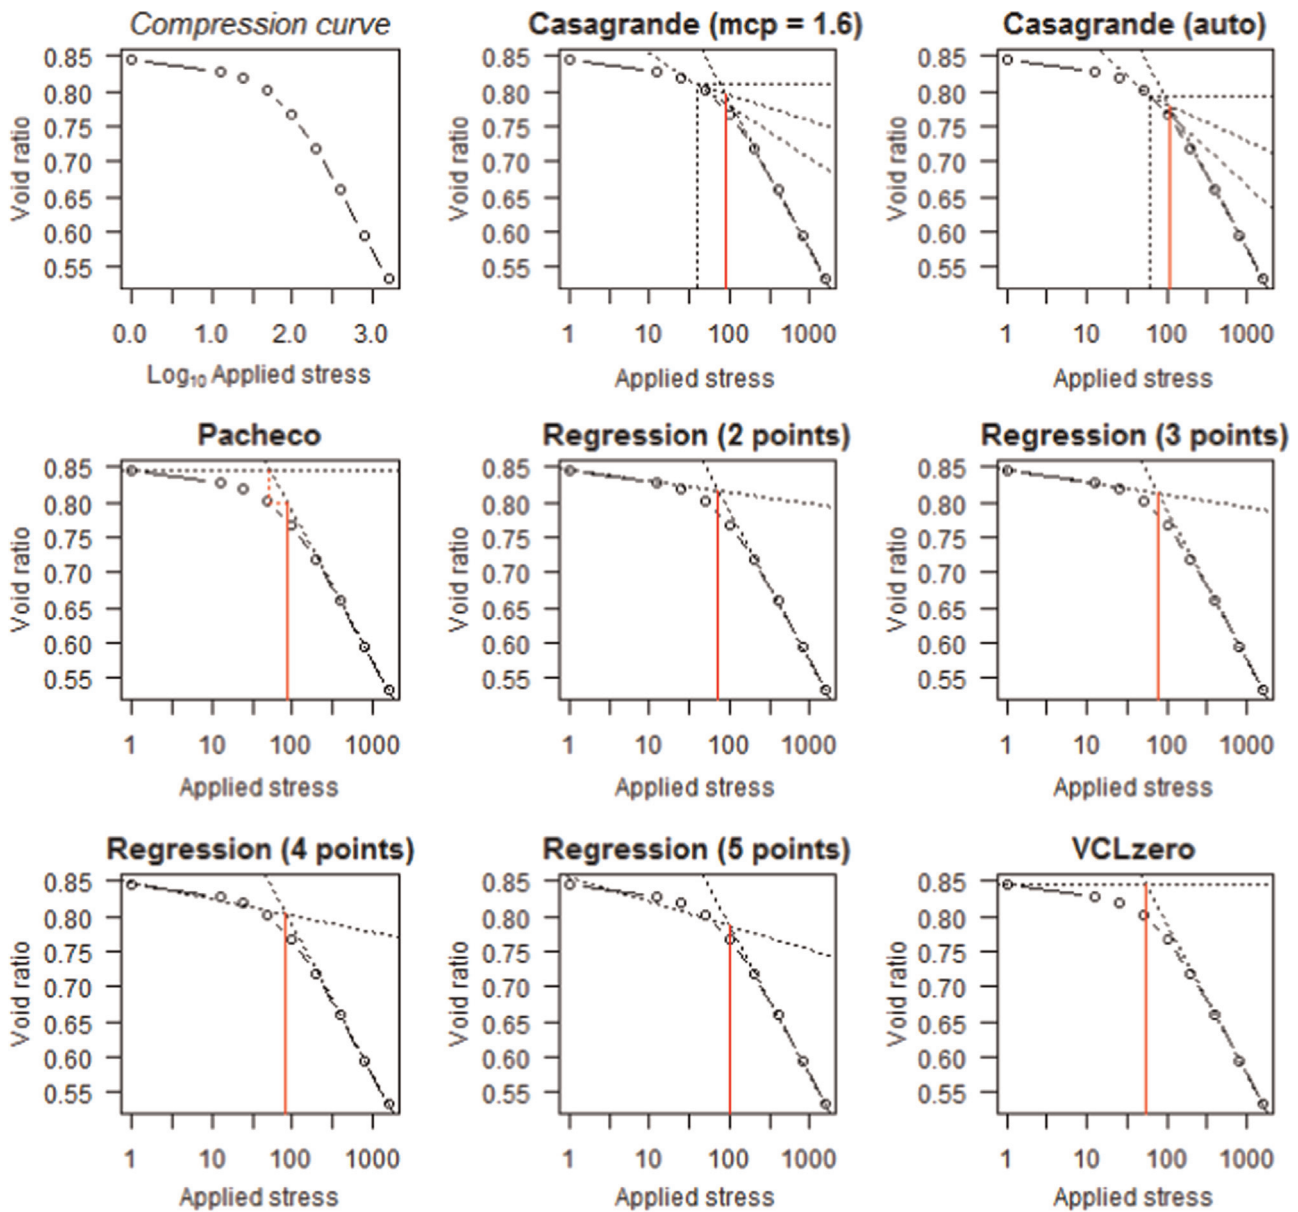 Compression curve
Casagrande (mcp = 1.6)
Casagrande (auto)
Void ratio
0.85
0.80
0.75
0.70
0.65
0.60
0.55
0.0 1.0 2.0 3.0
Log₁₀ Applied stress
Void ratio
0.85
0.80
0.75
0.70
0.65
0.60
0.55
1 10 100 1000
Applied stress
Void ratio
0.85
0.80
0.75
0.70
0.65
0.60
0.55
1 10 100 1000
Applied stress
Pacheco
Regression (2 points)
Regression (3 points)
Void ratio
0.85
0.80
0.75
0.70
0.65
0.60
0.55
1 10 100 1000
Applied stress
Void ratio
0.85
0.80
0.75
0.70
0.65
0.60
0.55
1 10 100 1000
Applied stress
Void ratio
0.85
0.80
0.75
0.70
0.65
0.60
0.55
1 10 100 1000
Applied stress
Regression (4 points)
Regression (5 points)
VCLzero
Void ratio
0.85
0.80
0.75
0.70
0.65
0.60
0.55
1 10 100 1000
Applied stress
Void ratio
0.85
0.80
0.75
0.70
0.65
0.60
0.55
1 10 100 1000
Applied stress
Void ratio
0.85
0.80
0.75
0.70
0.65
0.60
0.55
1 10 100 1000
Applied stress